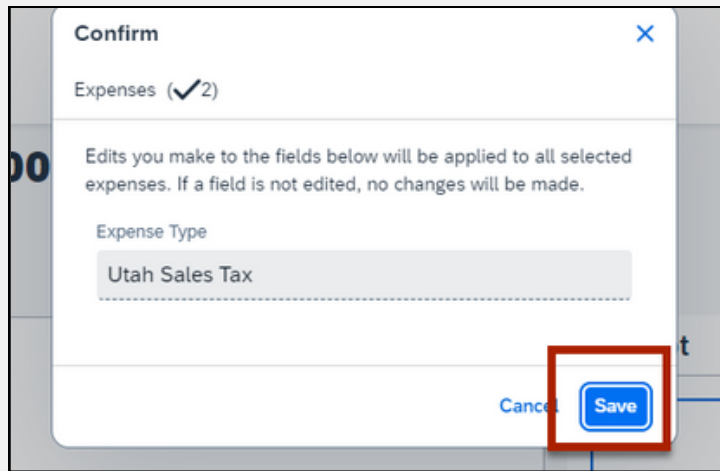 Confirm
Expenses (✓2)
00
Edits you make to the fields below will be applied to all selected
expenses. If a field is not edited, no changes will be made.
Expense Type
Utah Sales Tax
t
Cancel Save